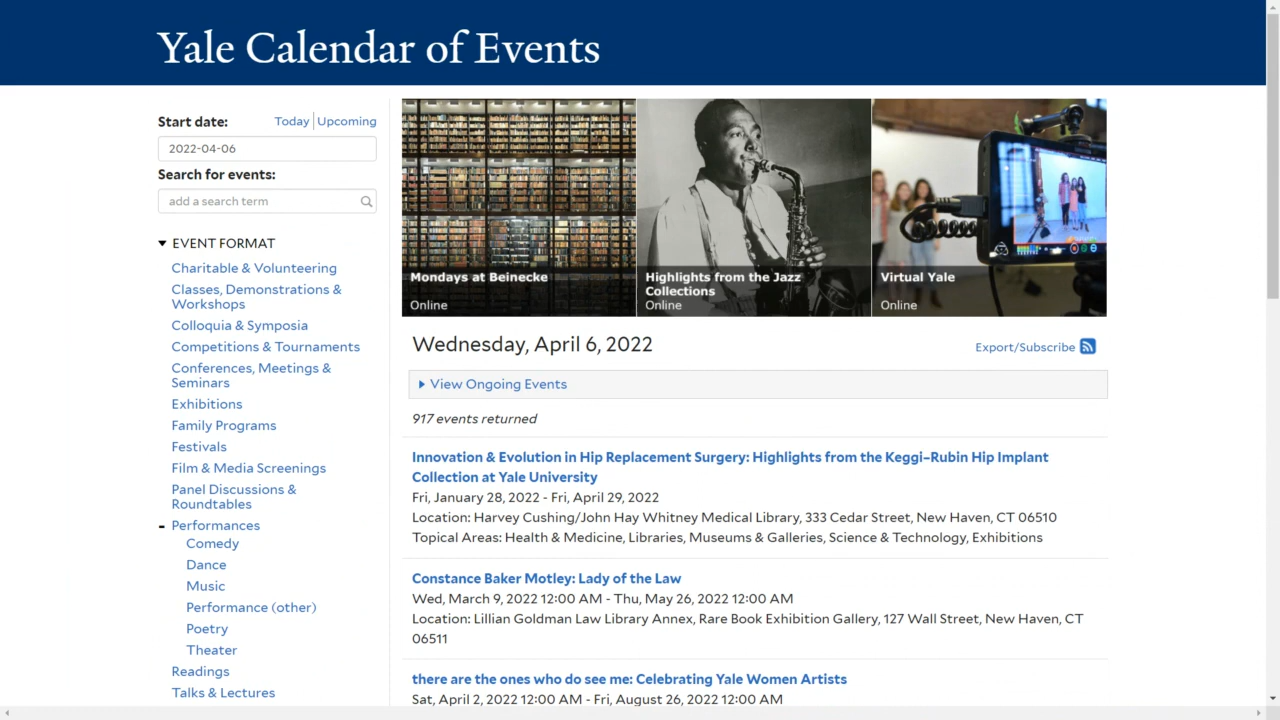 Yale Calendar of Events
Start date:
Today
Upcoming
2022-04-06
Search for events:
add a search term
EVENT FORMAT
Charitable & Volunteering
Classes, Demonstrations &
Workshops
Colloquia & Symposia
Competitions & Tournaments
Conferences, Meetings &
Seminars
Exhibitions
Family Programs
Festivals
Film & Media Screenings
Panel Discussions &
Roundtables
Performances
Comedy
Dance
Music
Performance (other)
Poetry
Theater
Readings
Talks & Lectures
Mondays at Beinecke
Online
Highlights from the Jazz
Collections
Online
Virtual Yale
Online
Wednesday, April 6, 2022
Export/Subscribe
View Ongoing Events
917 events returned
Innovation & Evolution in Hip Replacement Surgery: Highlights from the Keggi–Rubin Hip Implant
Collection at Yale University
Fri, January 28, 2022 - Fri, April 29, 2022
Location: Harvey Cushing/John Hay Whitney Medical Library, 333 Cedar Street, New Haven, CT 06510
Topical Areas: Health & Medicine, Libraries, Museums & Galleries, Science & Technology, Exhibitions
Constance Baker Motley: Lady of the Law
Wed, March 9, 2022 12:00 AM - Thu, May 26, 2022 12:00 AM
Location: Lillian Goldman Law Library Annex, Rare Book Exhibition Gallery, 127 Wall Street, New Haven, CT
06511
there are the ones who do see me: Celebrating Yale Women Artists
Sat, April 2, 2022 12:00 AM - Fri, August 26, 2022 12:00 AM